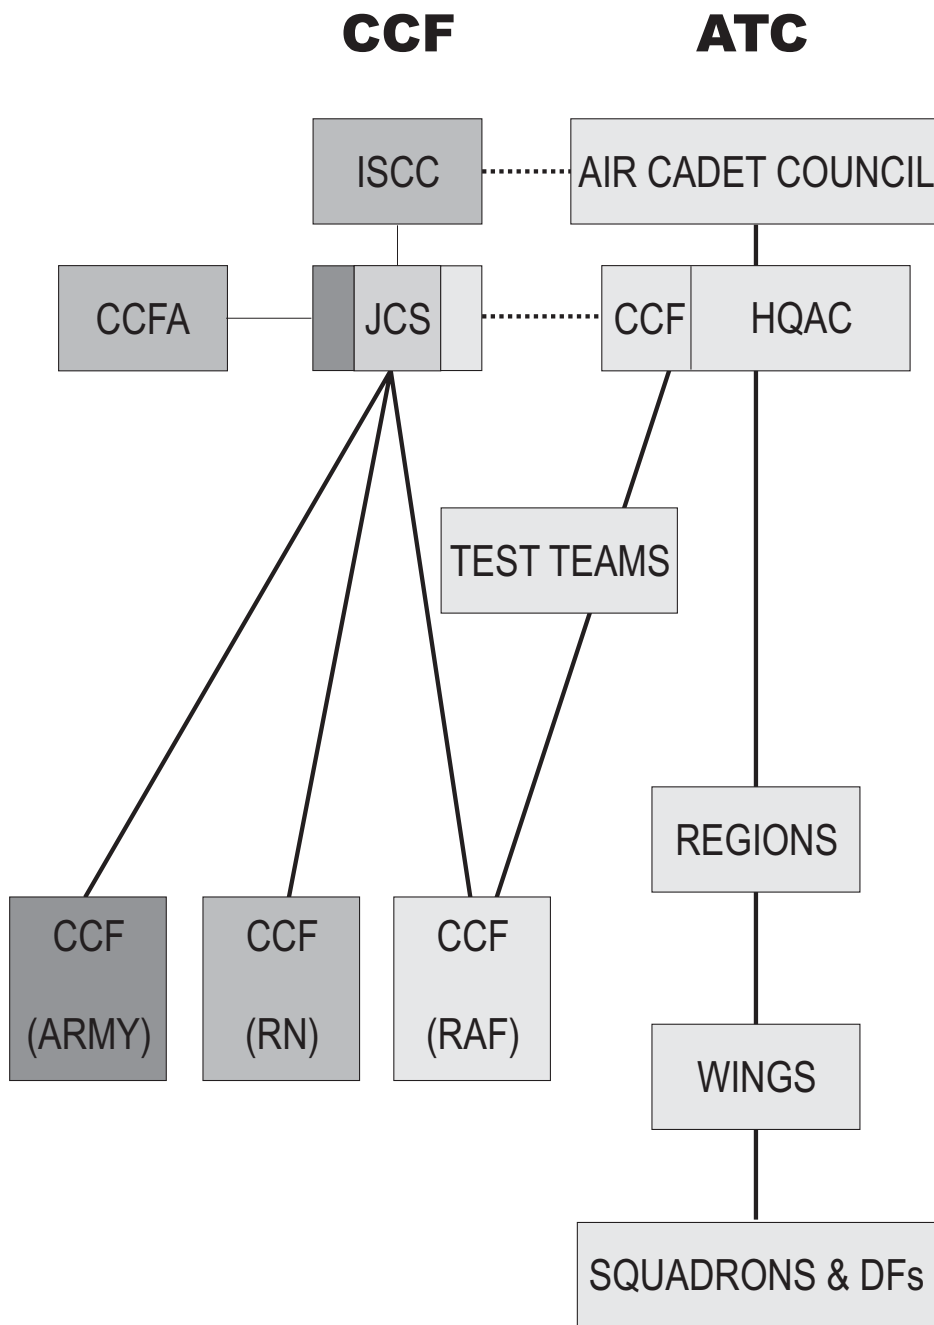 CCF
ATC
ISCC
AIR CADET COUNCIL
CCFA
JCS
CCF
HQAC
TEST TEAMS
REGIONS
CCF
(ARMY)
CCF
(RN)
CCF
(RAF)
WINGS
SQUADRONS & DFs